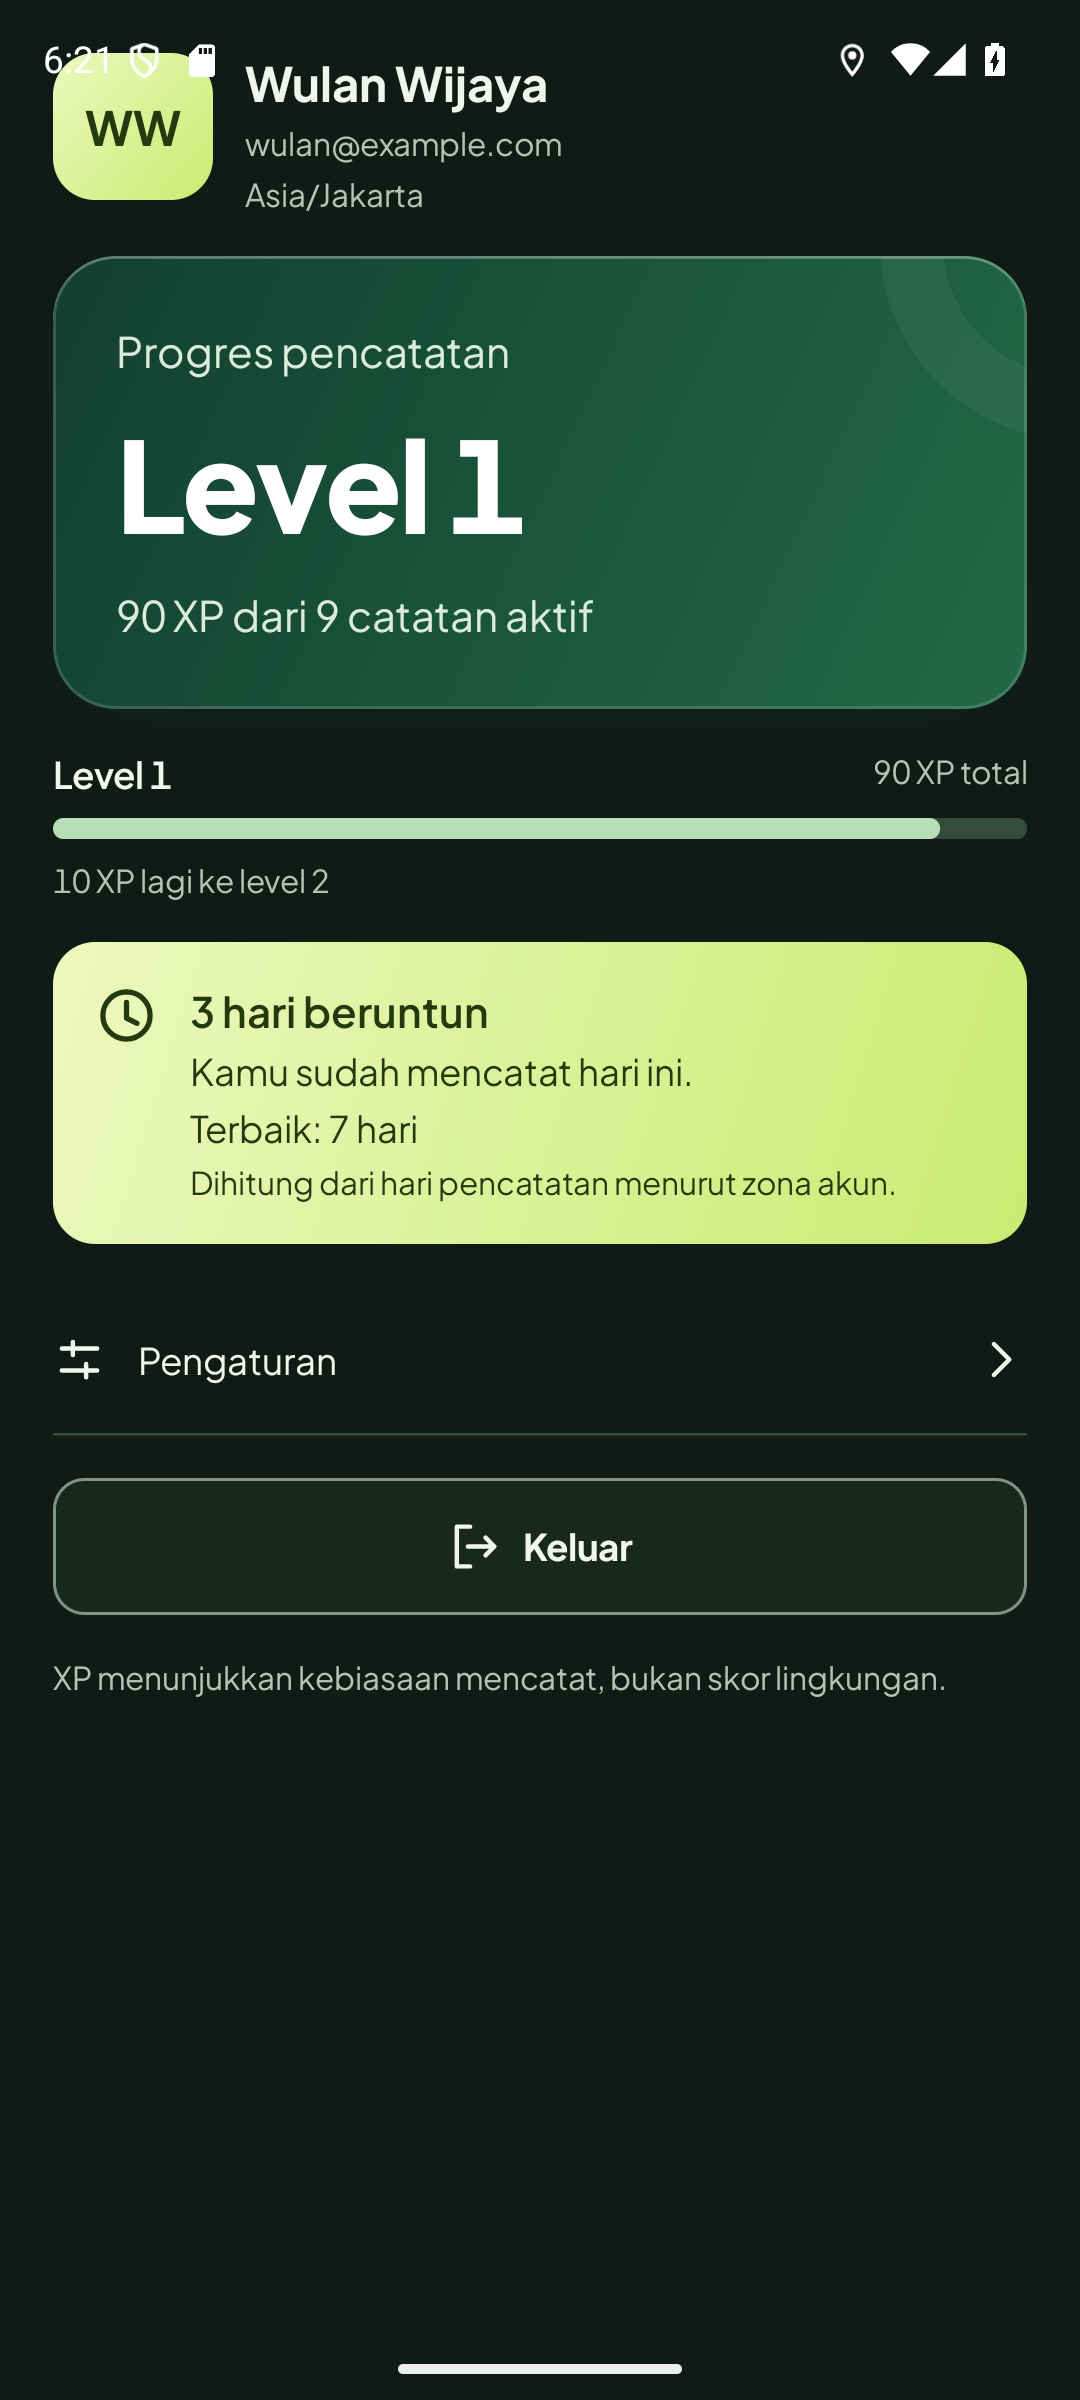 6:21
WW
Wulan Wijaya
wulan@example.com
Asia/Jakarta
Progres pencatatan
Level 1
90 XP dari 9 catatan aktif
Level 1
90 XP total
10 XP lagi ke level 2
3 hari beruntun
Kamu sudah mencatat hari ini.
Terbaik: 7 hari
Dihitung dari hari pencatatan menurut zona akun.
Pengaturan
Keluar
XP menunjukkan kebiasaan mencatat, bukan skor lingkungan.